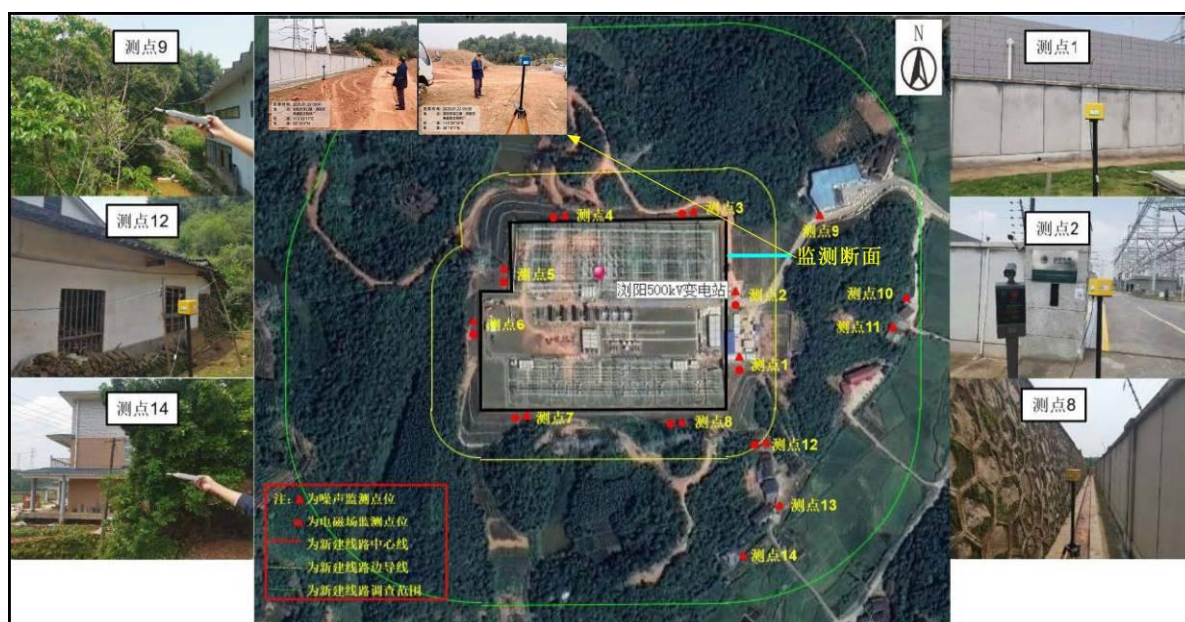 测点9
测点12
测点14
N
测点4
测点3
测点9
监测断面
测点5
浏阳500kV变电站
测点2
测点10
测点6
测点11
测点1
测点7
测点8
测点12
测点13
测点14
注:
为噪声监测点位
为电磁场监测点位
为新建线路中心线
为新建线路边导线
为新建线路调查范围
测点1
测点2
测点8